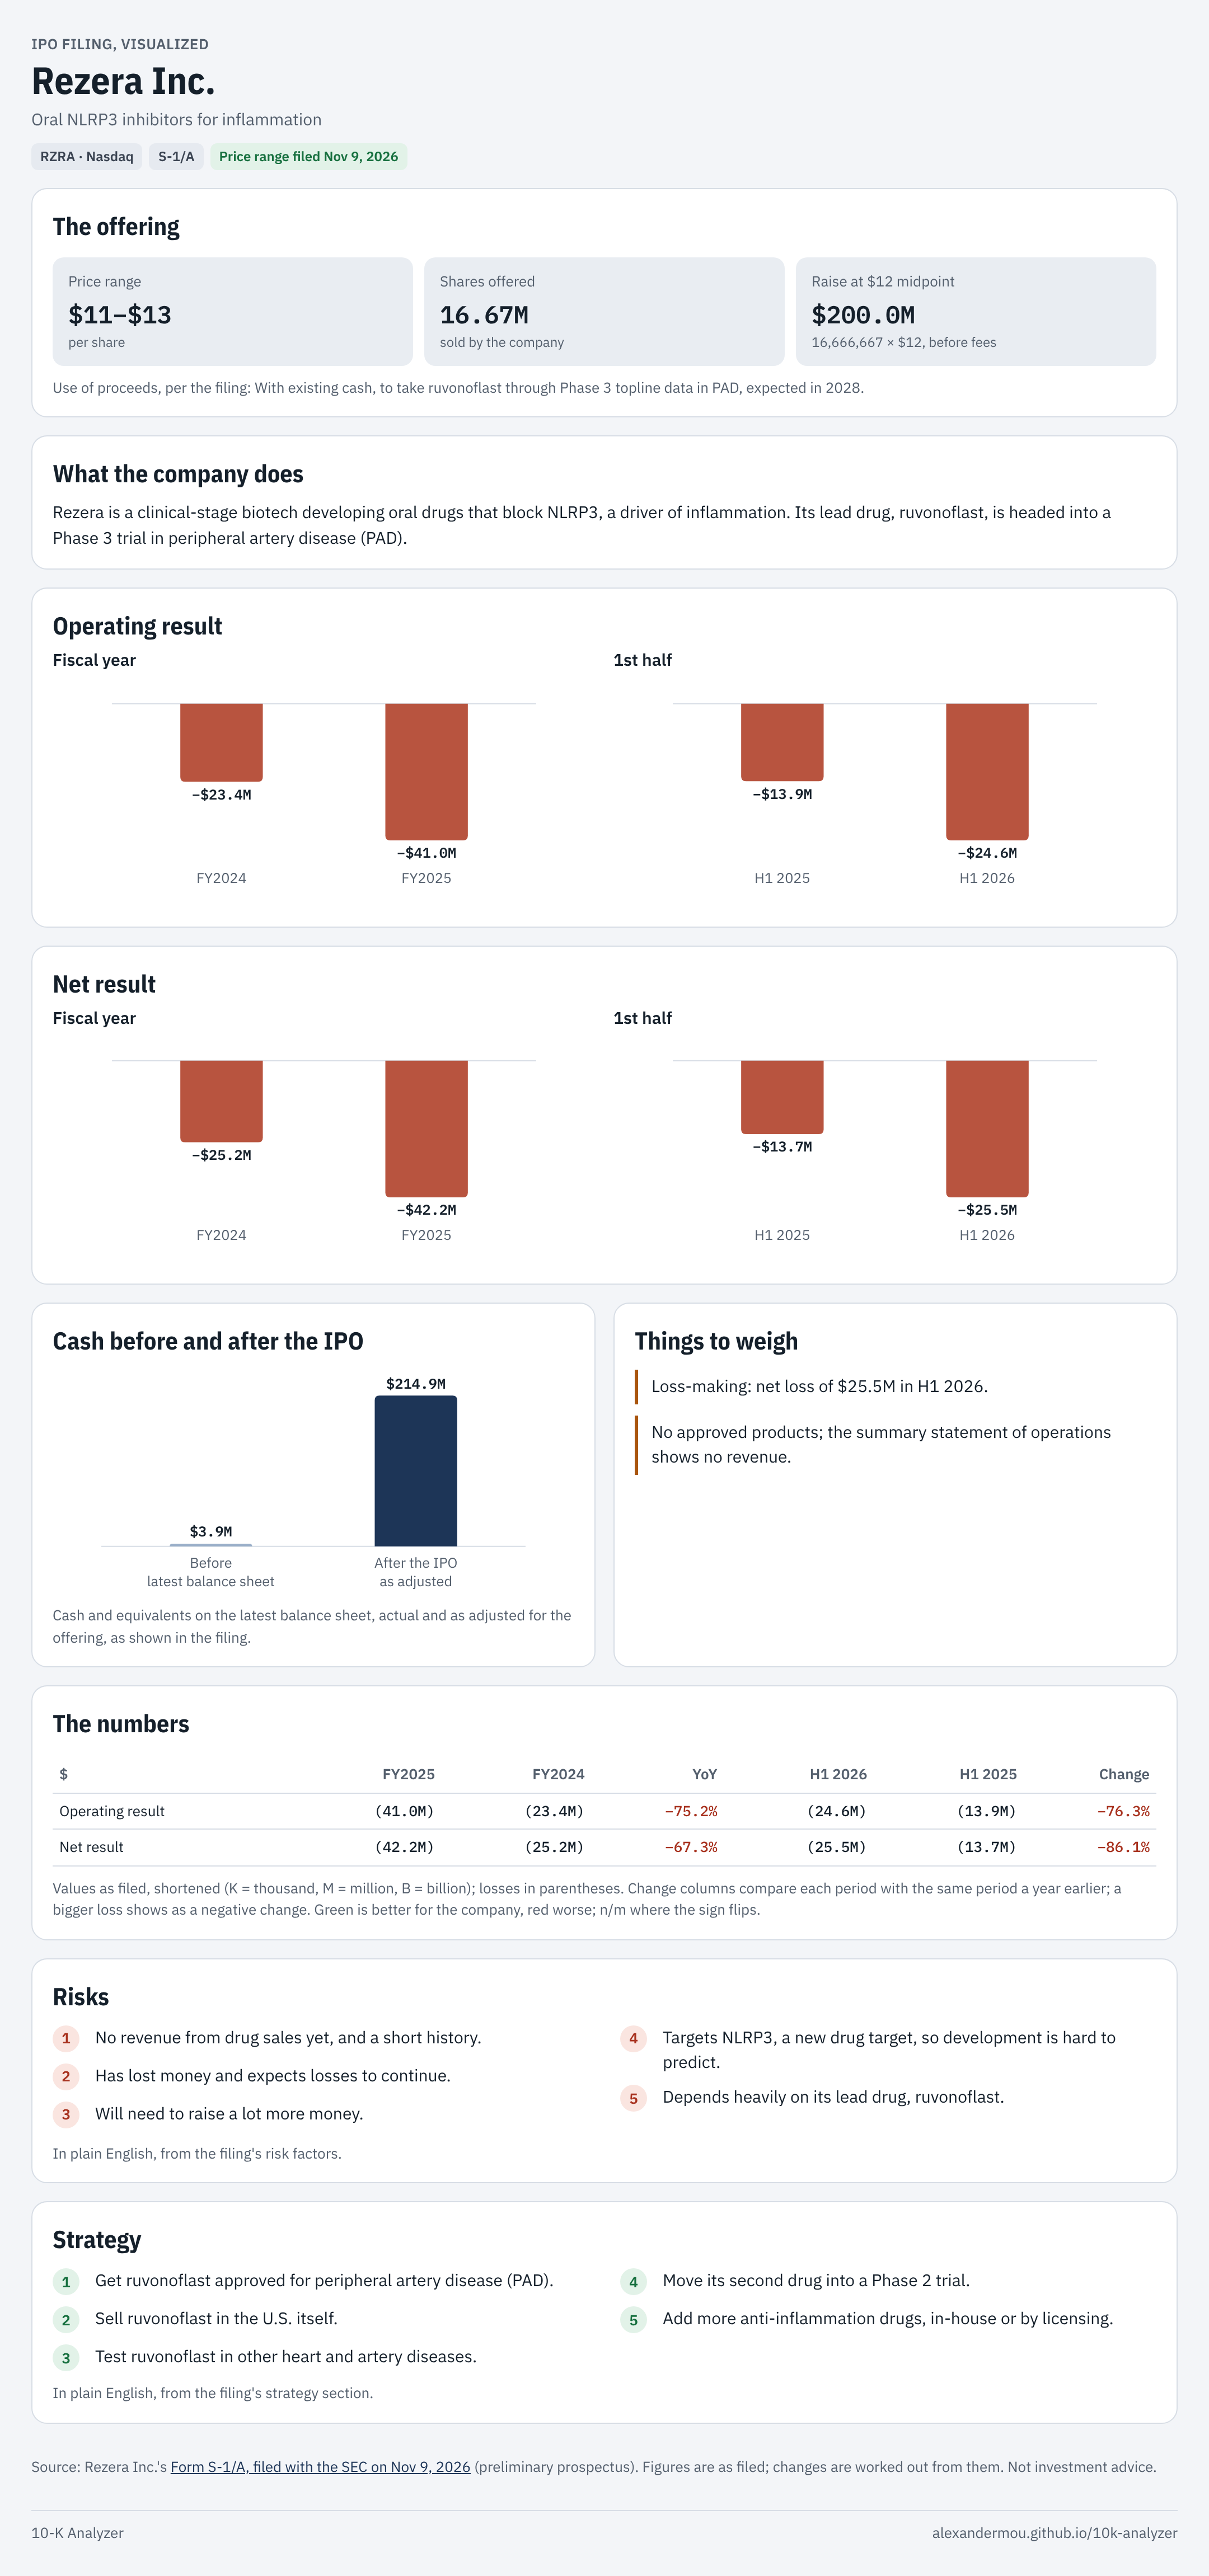 IPO FILING, VISUALIZED
Rezera Inc.
Oral NLRP3 inhibitors for inflammation
RZRA · Nasdaq
S-1/A
Price range filed Nov 9, 2026
The offering
Price range
$11–$13
per share
Shares offered
16.67M
sold by the company
Raise at $12 midpoint
$200.0M
16,666,667 × $12, before fees
Use of proceeds, per the filing: With existing cash, to take ruvonoflast through Phase 3 topline data in PAD, expected in 2028.
What the company does
Rezera is a clinical-stage biotech developing oral drugs that block NLRP3, a driver of inflammation. Its lead drug, ruvonoflast, is headed into a
Phase 3 trial in peripheral artery disease (PAD).
Operating result
Fiscal year
−$23.4M
−$41.0M
FY2024 FY2025
1st half
−$13.9M
−$24.6M
H1 2025 H1 2026
Net result
Fiscal year
−$25.2M
−$42.2M
FY2024 FY2025
1st half
−$13.7M
−$25.5M
H1 2025 H1 2026
Cash before and after the IPO
$214.9M
$3.9M
Before After the IPO
latest balance sheet as adjusted
Cash and equivalents on the latest balance sheet, actual and as adjusted for the
offering, as shown in the filing.
Things to weigh
Loss-making: net loss of $25.5M in H1 2026.
No approved products; the summary statement of operations
shows no revenue.
The numbers
$ FY2025 FY2024 YoY H1 2026 H1 2025 Change
Operating result (41.0M) (23.4M) −75.2% (24.6M) (13.9M) −76.3%
Net result (42.2M) (25.2M) −67.3% (25.5M) (13.7M) −86.1%
Values as filed, shortened (K = thousand, M = million, B = billion); losses in parentheses. Change columns compare each period with the same period a year earlier; a
bigger loss shows as a negative change. Green is better for the company, red worse; n/m where the sign flips.
Risks
1 No revenue from drug sales yet, and a short history.
2 Has lost money and expects losses to continue.
3 Will need to raise a lot more money.
4 Targets NLRP3, a new drug target, so development is hard to
predict.
5 Depends heavily on its lead drug, ruvonoflast.
In plain English, from the filing's risk factors.
Strategy
1 Get ruvonoflast approved for peripheral artery disease (PAD).
2 Sell ruvonoflast in the U.S. itself.
3 Test ruvonoflast in other heart and artery diseases.
4 Move its second drug into a Phase 2 trial.
5 Add more anti-inflammation drugs, in-house or by licensing.
In plain English, from the filing's strategy section.
Source: Rezera Inc.'s Form S-1/A, filed with the SEC on Nov 9, 2026 (preliminary prospectus). Figures are as filed; changes are worked out from them. Not investment advice.
10-K Analyzer
alexandermou.github.io/10k-analyzer